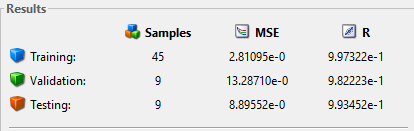 Results
Samples MSE R
Training: 45 2.81095e-0 9.97322e-1
Validation: 9 13.28710e-0 9.82223e-1
Testing: 9 8.89552e-0 9.93452e-1